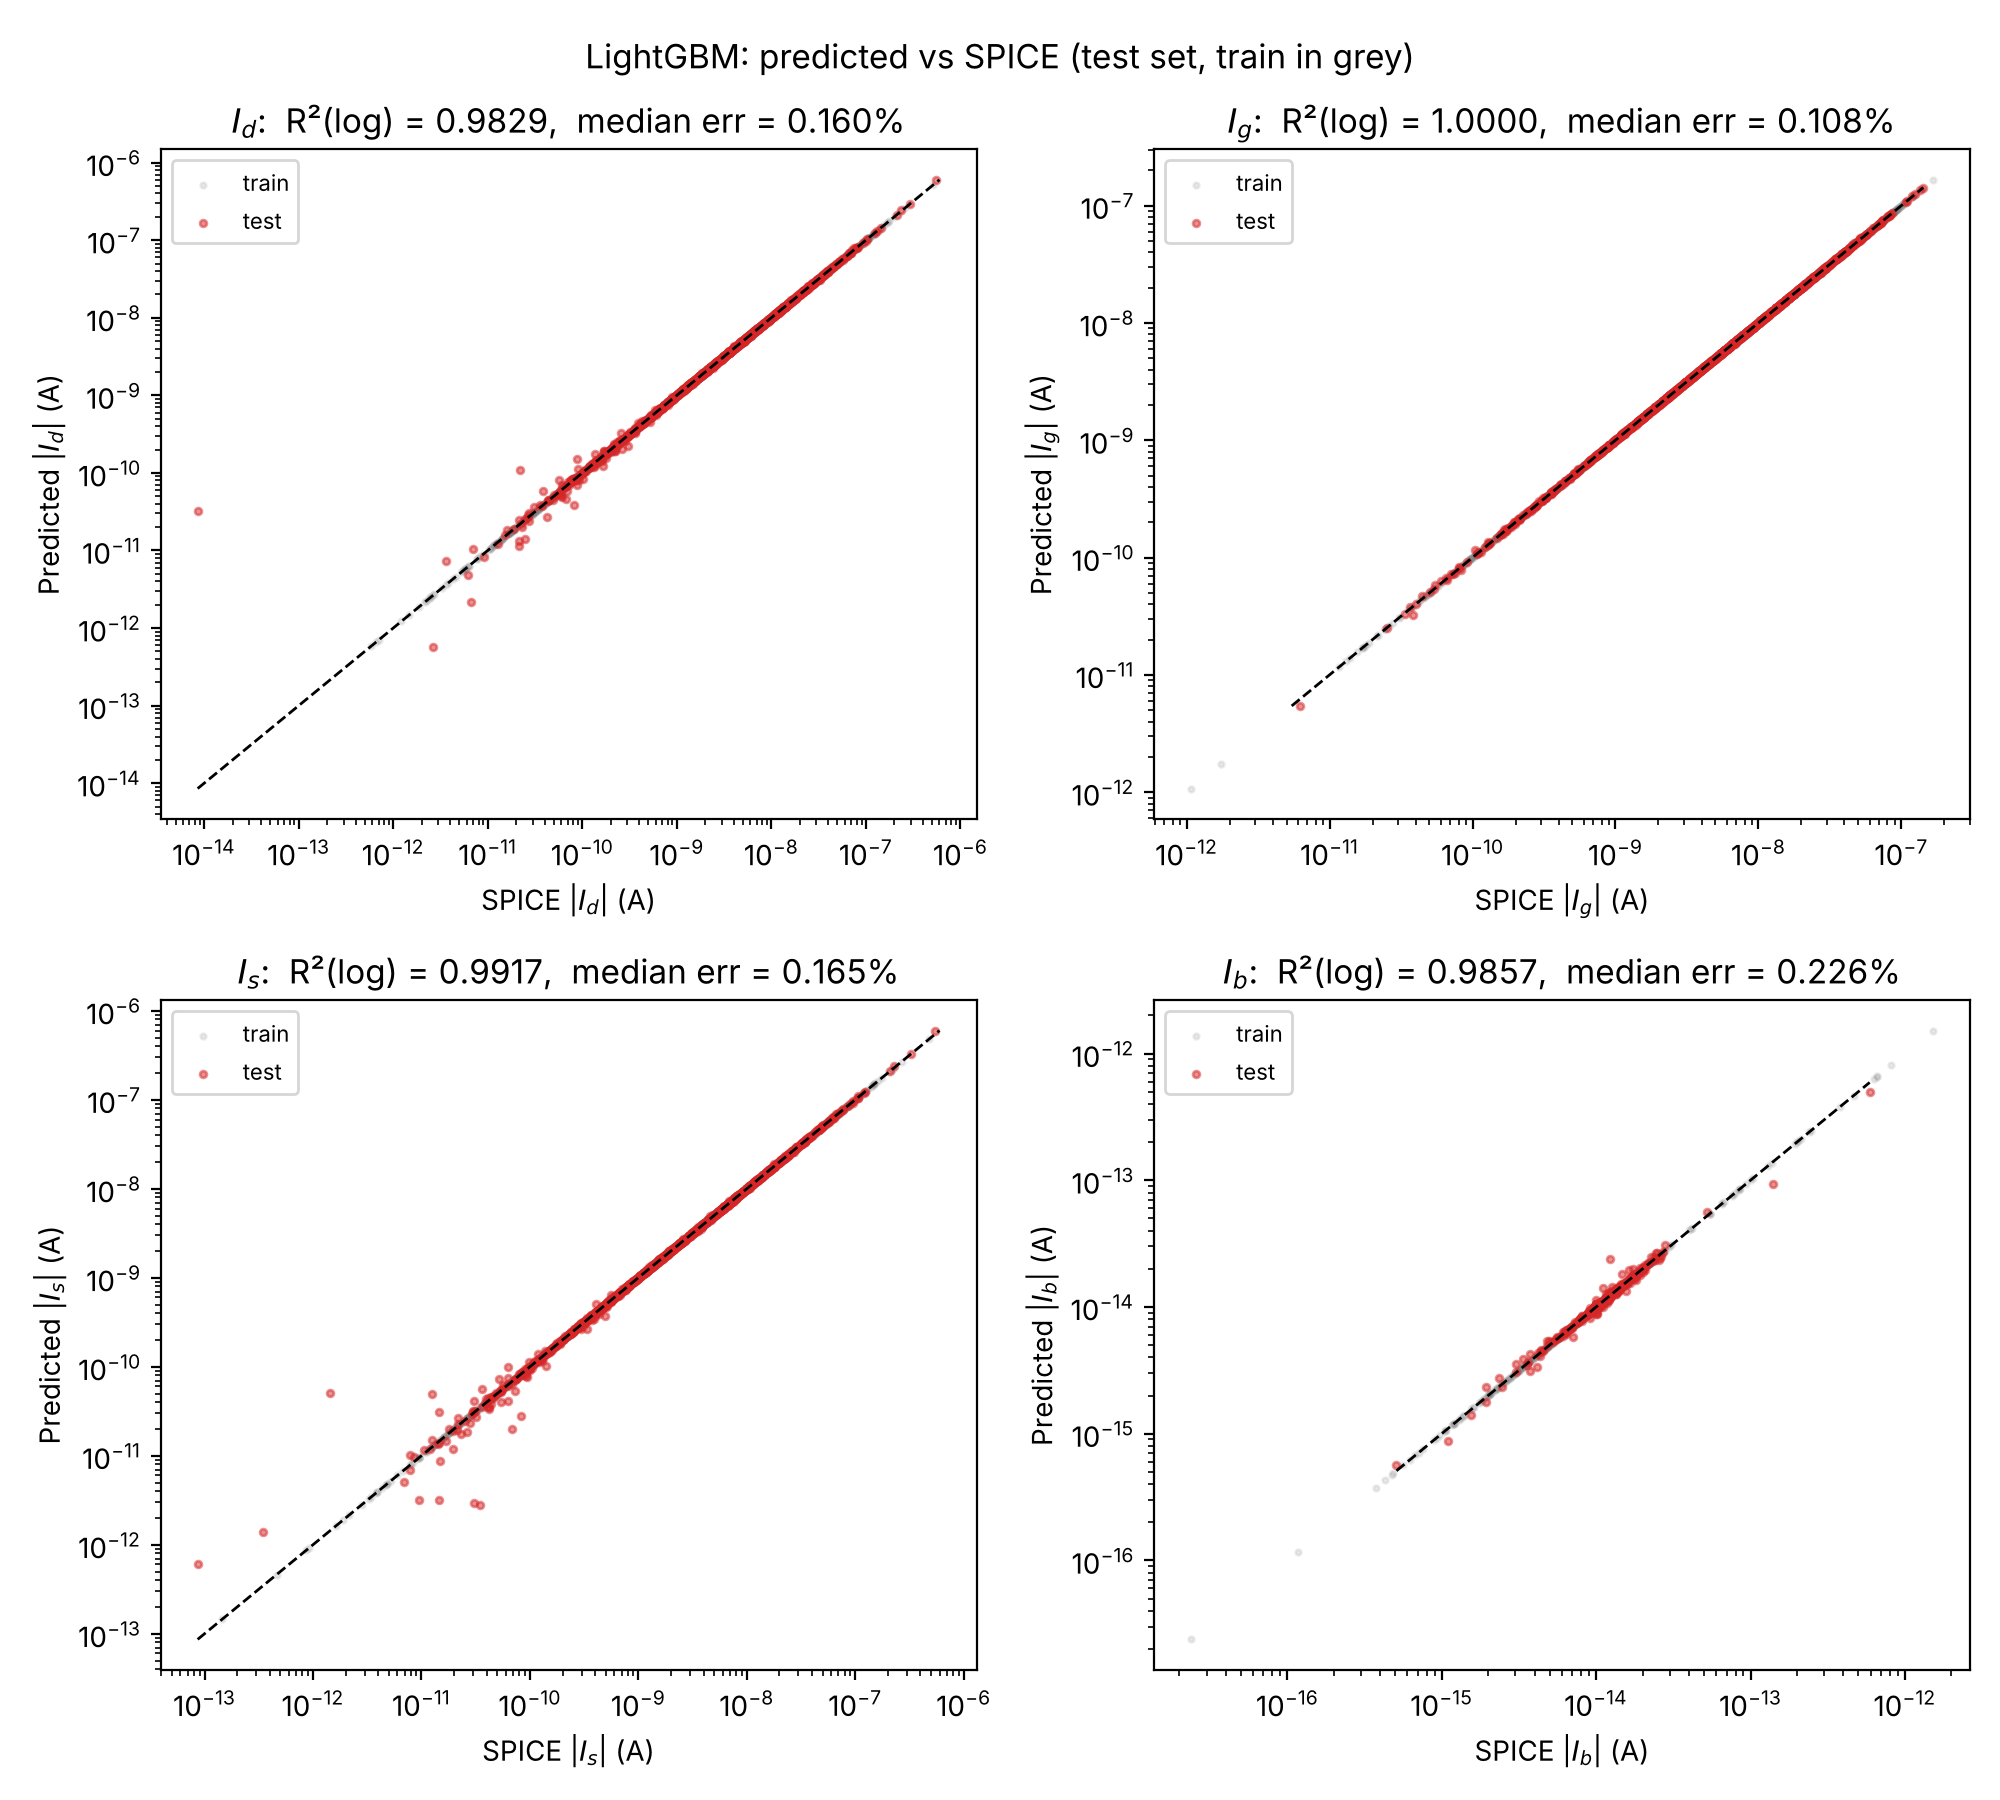 LightGBM: predicted vs SPICE (test set, train in grey)
I_d: R²(log) = 0.9829, median err = 0.160%
10⁻⁶
10⁻⁷
10⁻⁸
10⁻⁹
10⁻¹⁰
10⁻¹¹
10⁻¹²
10⁻¹³
10⁻¹⁴
Predicted |I_d| (A)
train
test
10⁻¹⁴ 10⁻¹³ 10⁻¹² 10⁻¹¹ 10⁻¹⁰ 10⁻⁹ 10⁻⁸ 10⁻⁷ 10⁻⁶
SPICE |I_d| (A)
I_g: R²(log) = 1.0000, median err = 0.108%
10⁻⁷
10⁻⁸
10⁻⁹
10⁻¹⁰
10⁻¹¹
10⁻¹²
Predicted |I_g| (A)
train
test
10⁻¹² 10⁻¹¹ 10⁻¹⁰ 10⁻⁹ 10⁻⁸ 10⁻⁷
SPICE |I_g| (A)
I_s: R²(log) = 0.9917, median err = 0.165%
10⁻⁶
10⁻⁷
10⁻⁸
10⁻⁹
10⁻¹⁰
10⁻¹¹
10⁻¹²
10⁻¹³
Predicted |I_s| (A)
train
test
10⁻¹³ 10⁻¹² 10⁻¹¹ 10⁻¹⁰ 10⁻⁹ 10⁻⁸ 10⁻⁷ 10⁻⁶
SPICE |I_s| (A)
I_b: R²(log) = 0.9857, median err = 0.226%
10⁻¹²
10⁻¹³
10⁻¹⁴
10⁻¹⁵
10⁻¹⁶
Predicted |I_b| (A)
train
test
10⁻¹⁶ 10⁻¹⁵ 10⁻¹⁴ 10⁻¹³ 10⁻¹²
SPICE |I_b| (A)